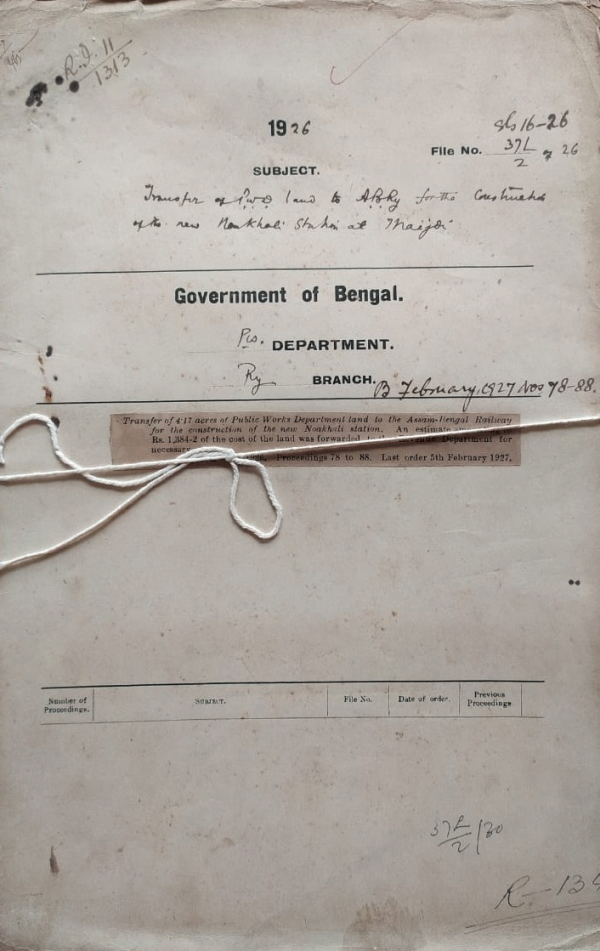 R.I. 11
1313
1926
Sls 16-26
File No. 37L/2 of 26
SUBJECT.
Transfer of P.W.D. land to A.B.Ry for the Construction
of the new Noakhali Station at Maijdi
Government of Bengal.
DEPARTMENT.
Ry BRANCH.
B February, 1927 Nos 78-88.
Transfer of 4·17 acres of Public Works Department land to the Assam-Bengal Railway
for the construction of the new Noakhali station. An estimate
Rs. 1,384-2 of the cost of the land was forwarded to the Department for
necessary Proceedings 78 to 88. Last order 5th February 1927.
Number of Proceedings. SUBJECT. File No. Date of order. Previous Proceedings.
37L/2/30
R-